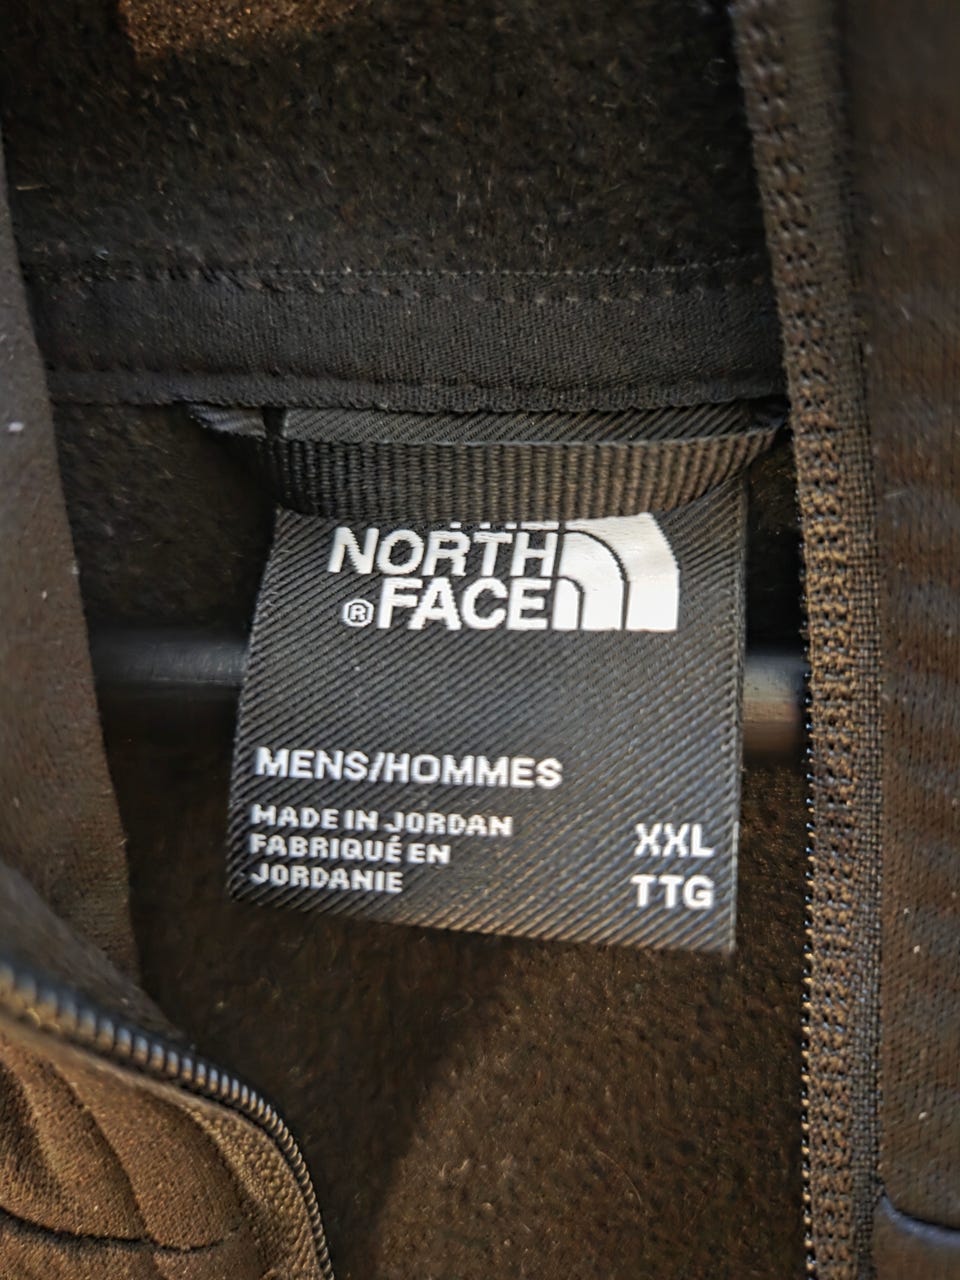 NORTH
® FACE
MENS/HOMMES
MADE IN JORDAN
FABRIQUÉ EN
JORDANIE
XXL
TTG